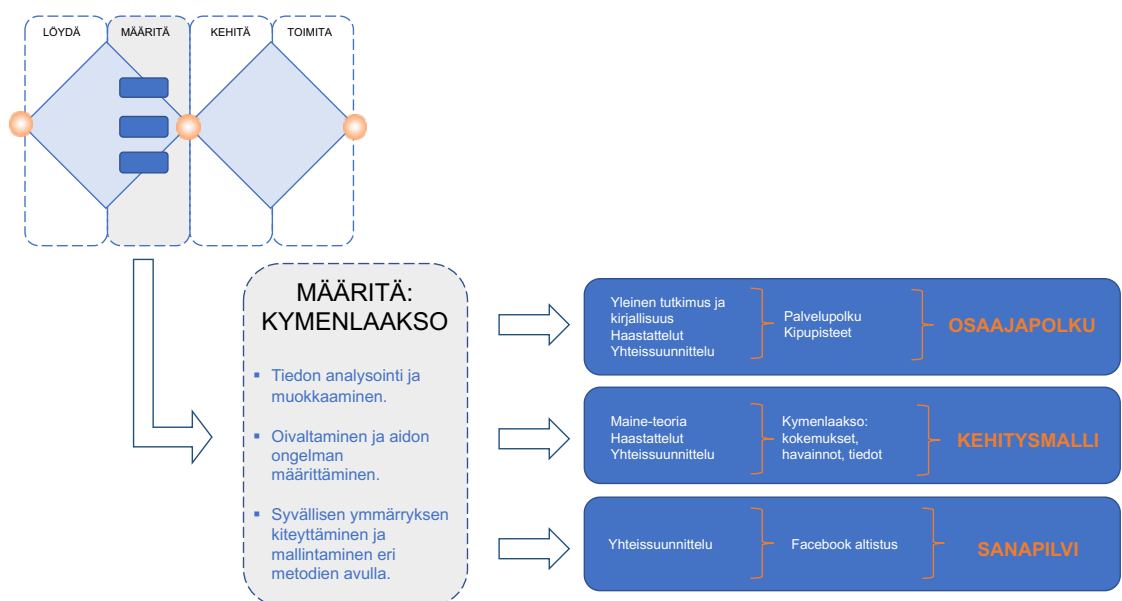 LÖYDÄ
MÄÄRITÄ
KEHITÄ
TOIMITA
MÄÄRITÄ:
KYMENLAAKSO
▪ Tiedon analysointi ja
muokkaaminen.
▪ Oivaltaminen ja aidon
ongelman
määrittäminen.
▪ Syvällisen ymmärryksen
kiteyttäminen ja
mallintaminen eri
metodien avulla.
Yleinen tutkimus ja
kirjallisuus
Haastattelut
Yhteissuunnittelu
Palvelupolku
Kipupisteet
OSAAJAPOLKU
Maine-teoria
Haastattelut
Yhteissuunnittelu
Kymenlaakso:
kokemukset,
havainnot, tiedot
KEHITYSMALLI
Yhteissuunnittelu
Facebook altistus
SANAPILVI